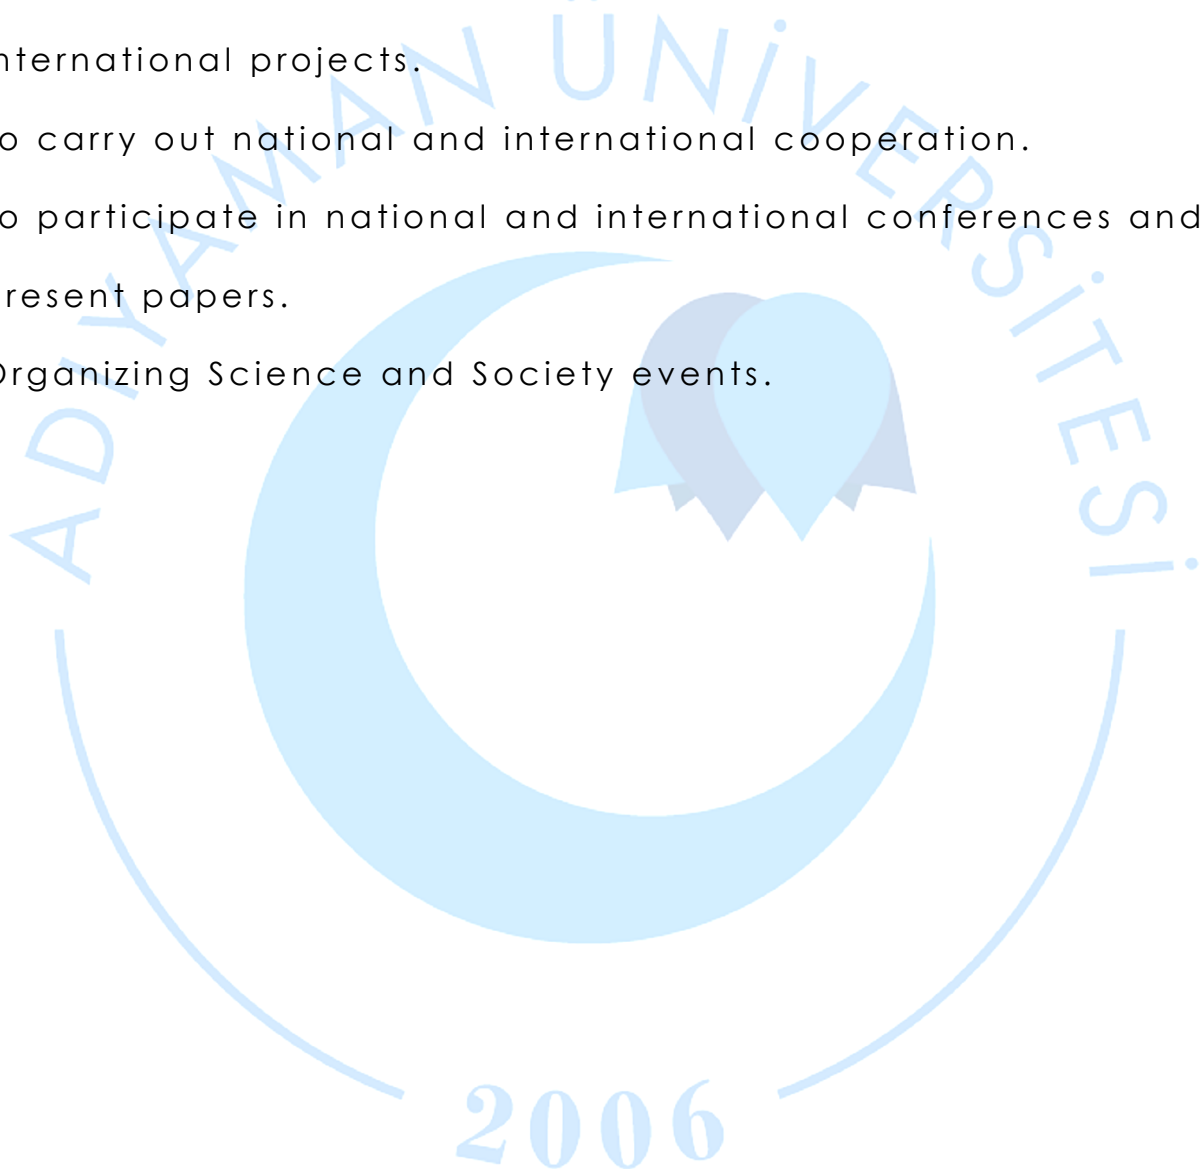 nternational projects.
o carry out national and international cooperation.
o participate in national and international conferences and
resent papers.
Organizing Science and Society events.
ADIYAMAN ÜNİVERSİTESİ
2006